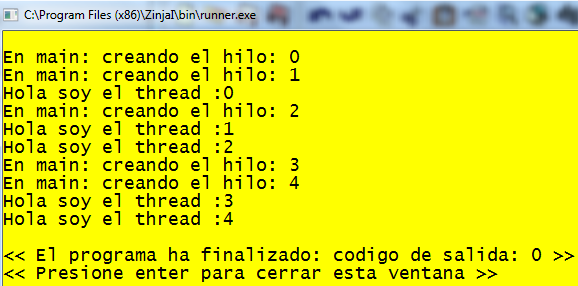 C:\Program Files (x86)\ZinjaI\bin\runner.exe
En main: creando el hilo: 0
En main: creando el hilo: 1
Hola soy el thread :0
En main: creando el hilo: 2
Hola soy el thread :1
Hola soy el thread :2
En main: creando el hilo: 3
En main: creando el hilo: 4
Hola soy el thread :3
Hola soy el thread :4
<< El programa ha finalizado: codigo de salida: 0 >>
<< Presione enter para cerrar esta ventana >>